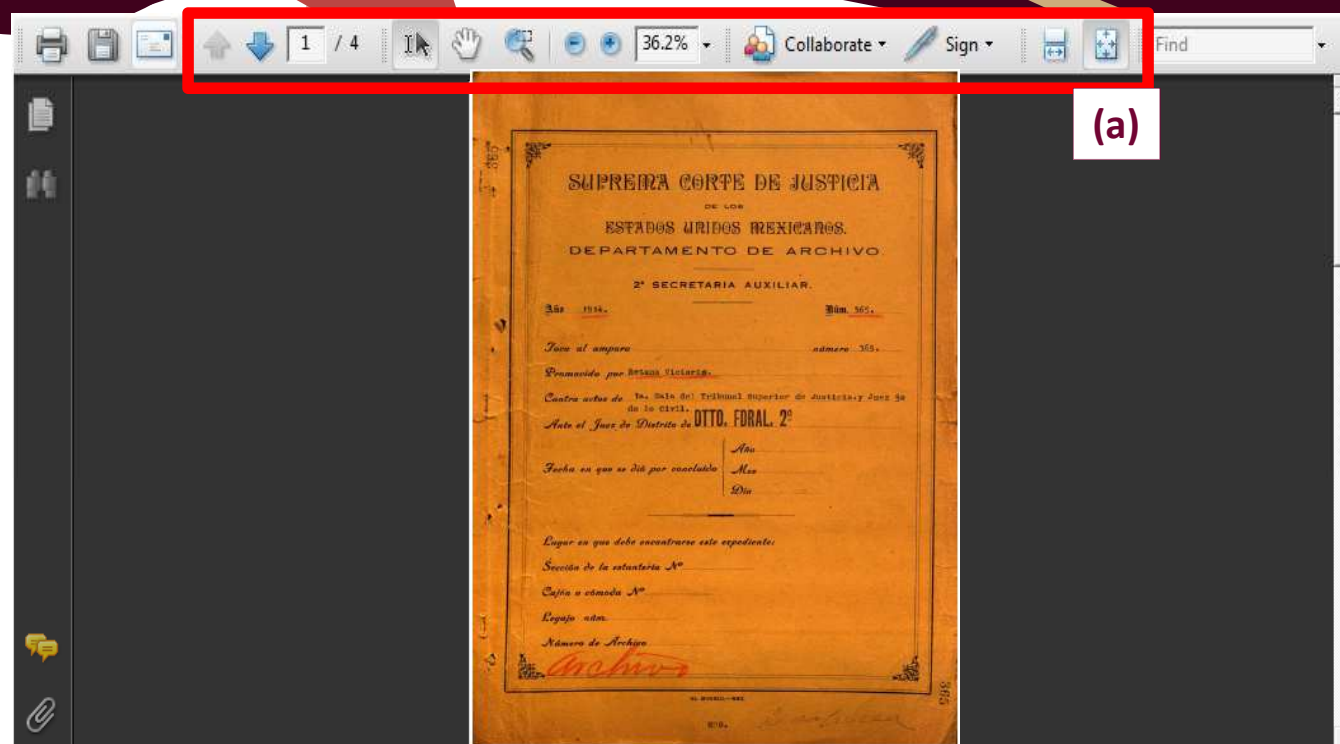 1 / 4 36.2% Collaborate Sign Find
(a)
365
SUPREMA CORTE DE JUSTICIA
DE LOS
ESTADOS UNIDOS MEXICANOS.
DEPARTAMENTO DE ARCHIVO.
2ª SECRETARIA AUXILIAR.
Año 1914. Núm. 365.
Toca al amparo número 365.
Promovido por Retana Victoria.
Contra actos de 1a. Sala del Tribunal Superior de Justicia. y Juez 5o
de lo Civil.
Ante el Juez de Distrito de DTTO. FDRAL. 2º
Año
Fecha en que se dió por concluido Mes
Día
Lugar en que debe encontrarse este expediente:
Sección de la estantería Nº
Cajón o cómoda Nº
Legajo núm.
Número de Archivo
Archivo
365